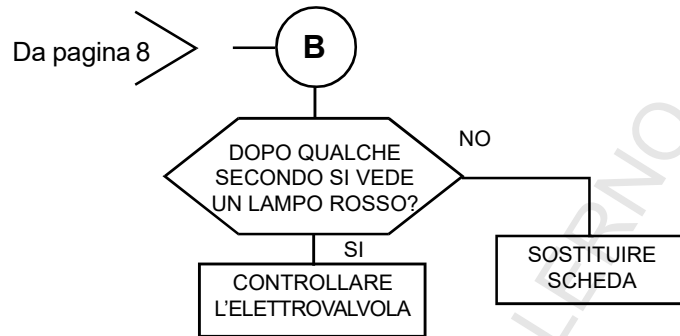 Da pagina 8
B
DOPO QUALCHE
SECONDO SI VEDE
UN LAMPO ROSSO?
NO
SI
CONTROLLARE
L'ELETTROVALVOLA
SOSTITUIRE
SCHEDA